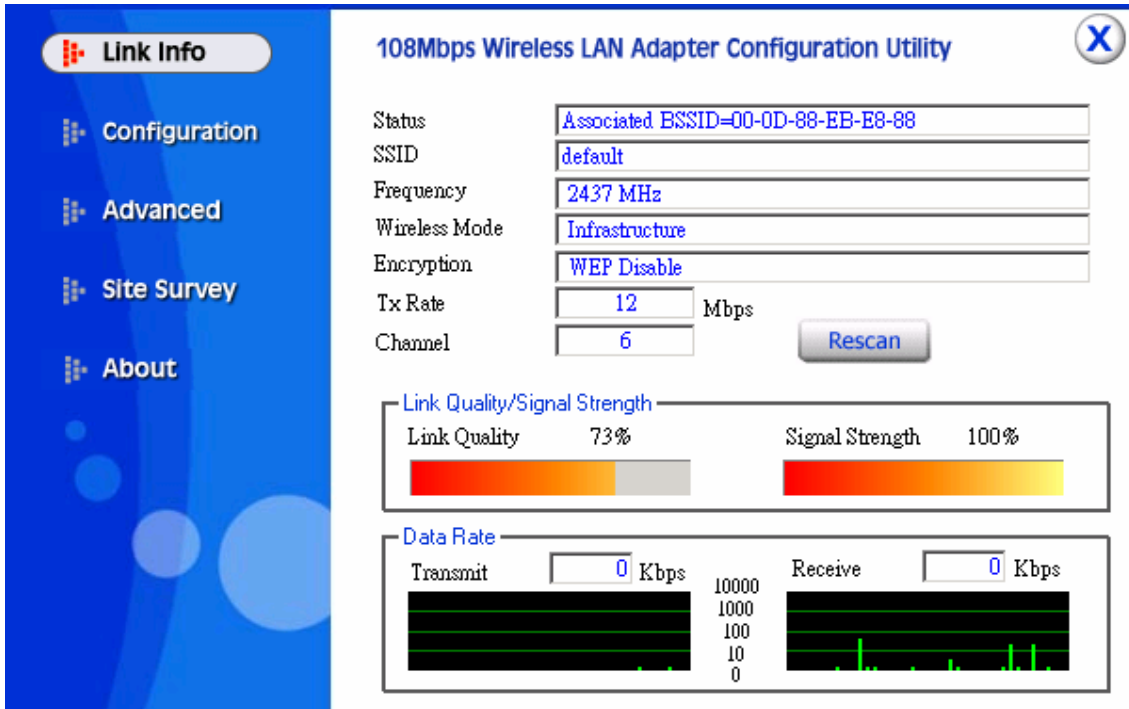 Link Info
Configuration
Advanced
Site Survey
About
108Mbps Wireless LAN Adapter Configuration Utility
X
Status Associated BSSID=00-0D-88-EB-E8-88
SSID default
Frequency 2437 MHz
Wireless Mode Infrastructure
Encryption WEP Disable
Tx Rate 12 Mbps
Channel 6 Rescan
Link Quality/Signal Strength
Link Quality 73% Signal Strength 100%
Data Rate
Transmit 0 Kbps Receive 0 Kbps
10000
1000
100
10
0